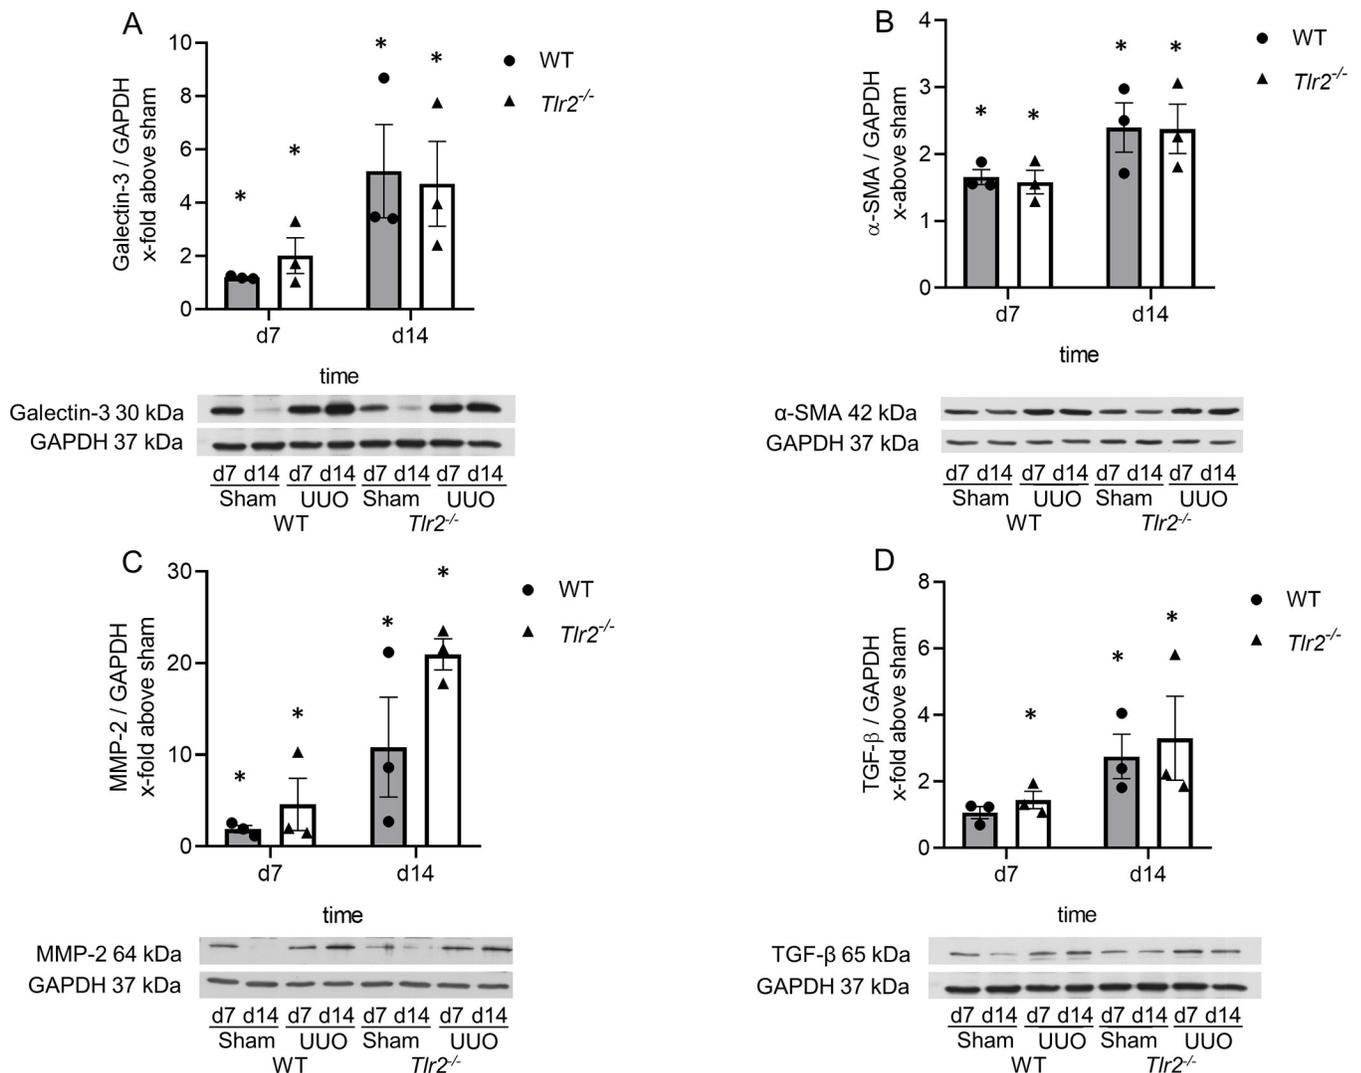 A
Galectin-3 / GAPDH
x-fold above sham
10
8
6
4
2
0
* * * *
WT
Tlr2-/-
d7 d14
time
Galectin-3 30 kDa
GAPDH 37 kDa
d7 d14 d7 d14 d7 d14 d7 d14
Sham UUO Sham UUO
WT Tlr2-/-
B
α-SMA / GAPDH
x-above sham
4
3
2
1
0
* * * *
WT
Tlr2-/-
d7 d14
time
α-SMA 42 kDa
GAPDH 37 kDa
d7 d14 d7 d14 d7 d14 d7 d14
Sham UUO Sham UUO
WT Tlr2-/-
C
MMP-2 / GAPDH
x-fold above sham
30
20
10
0
* * * *
WT
Tlr2-/-
d7 d14
time
MMP-2 64 kDa
GAPDH 37 kDa
d7 d14 d7 d14 d7 d14 d7 d14
Sham UUO Sham UUO
WT Tlr2-/-
D
TGF-β / GAPDH
x-fold above sham
8
6
4
2
0
* * *
WT
Tlr2-/-
d7 d14
time
TGF-β 65 kDa
GAPDH 37 kDa
d7 d14 d7 d14 d7 d14 d7 d14
Sham UUO Sham UUO
WT Tlr2-/-